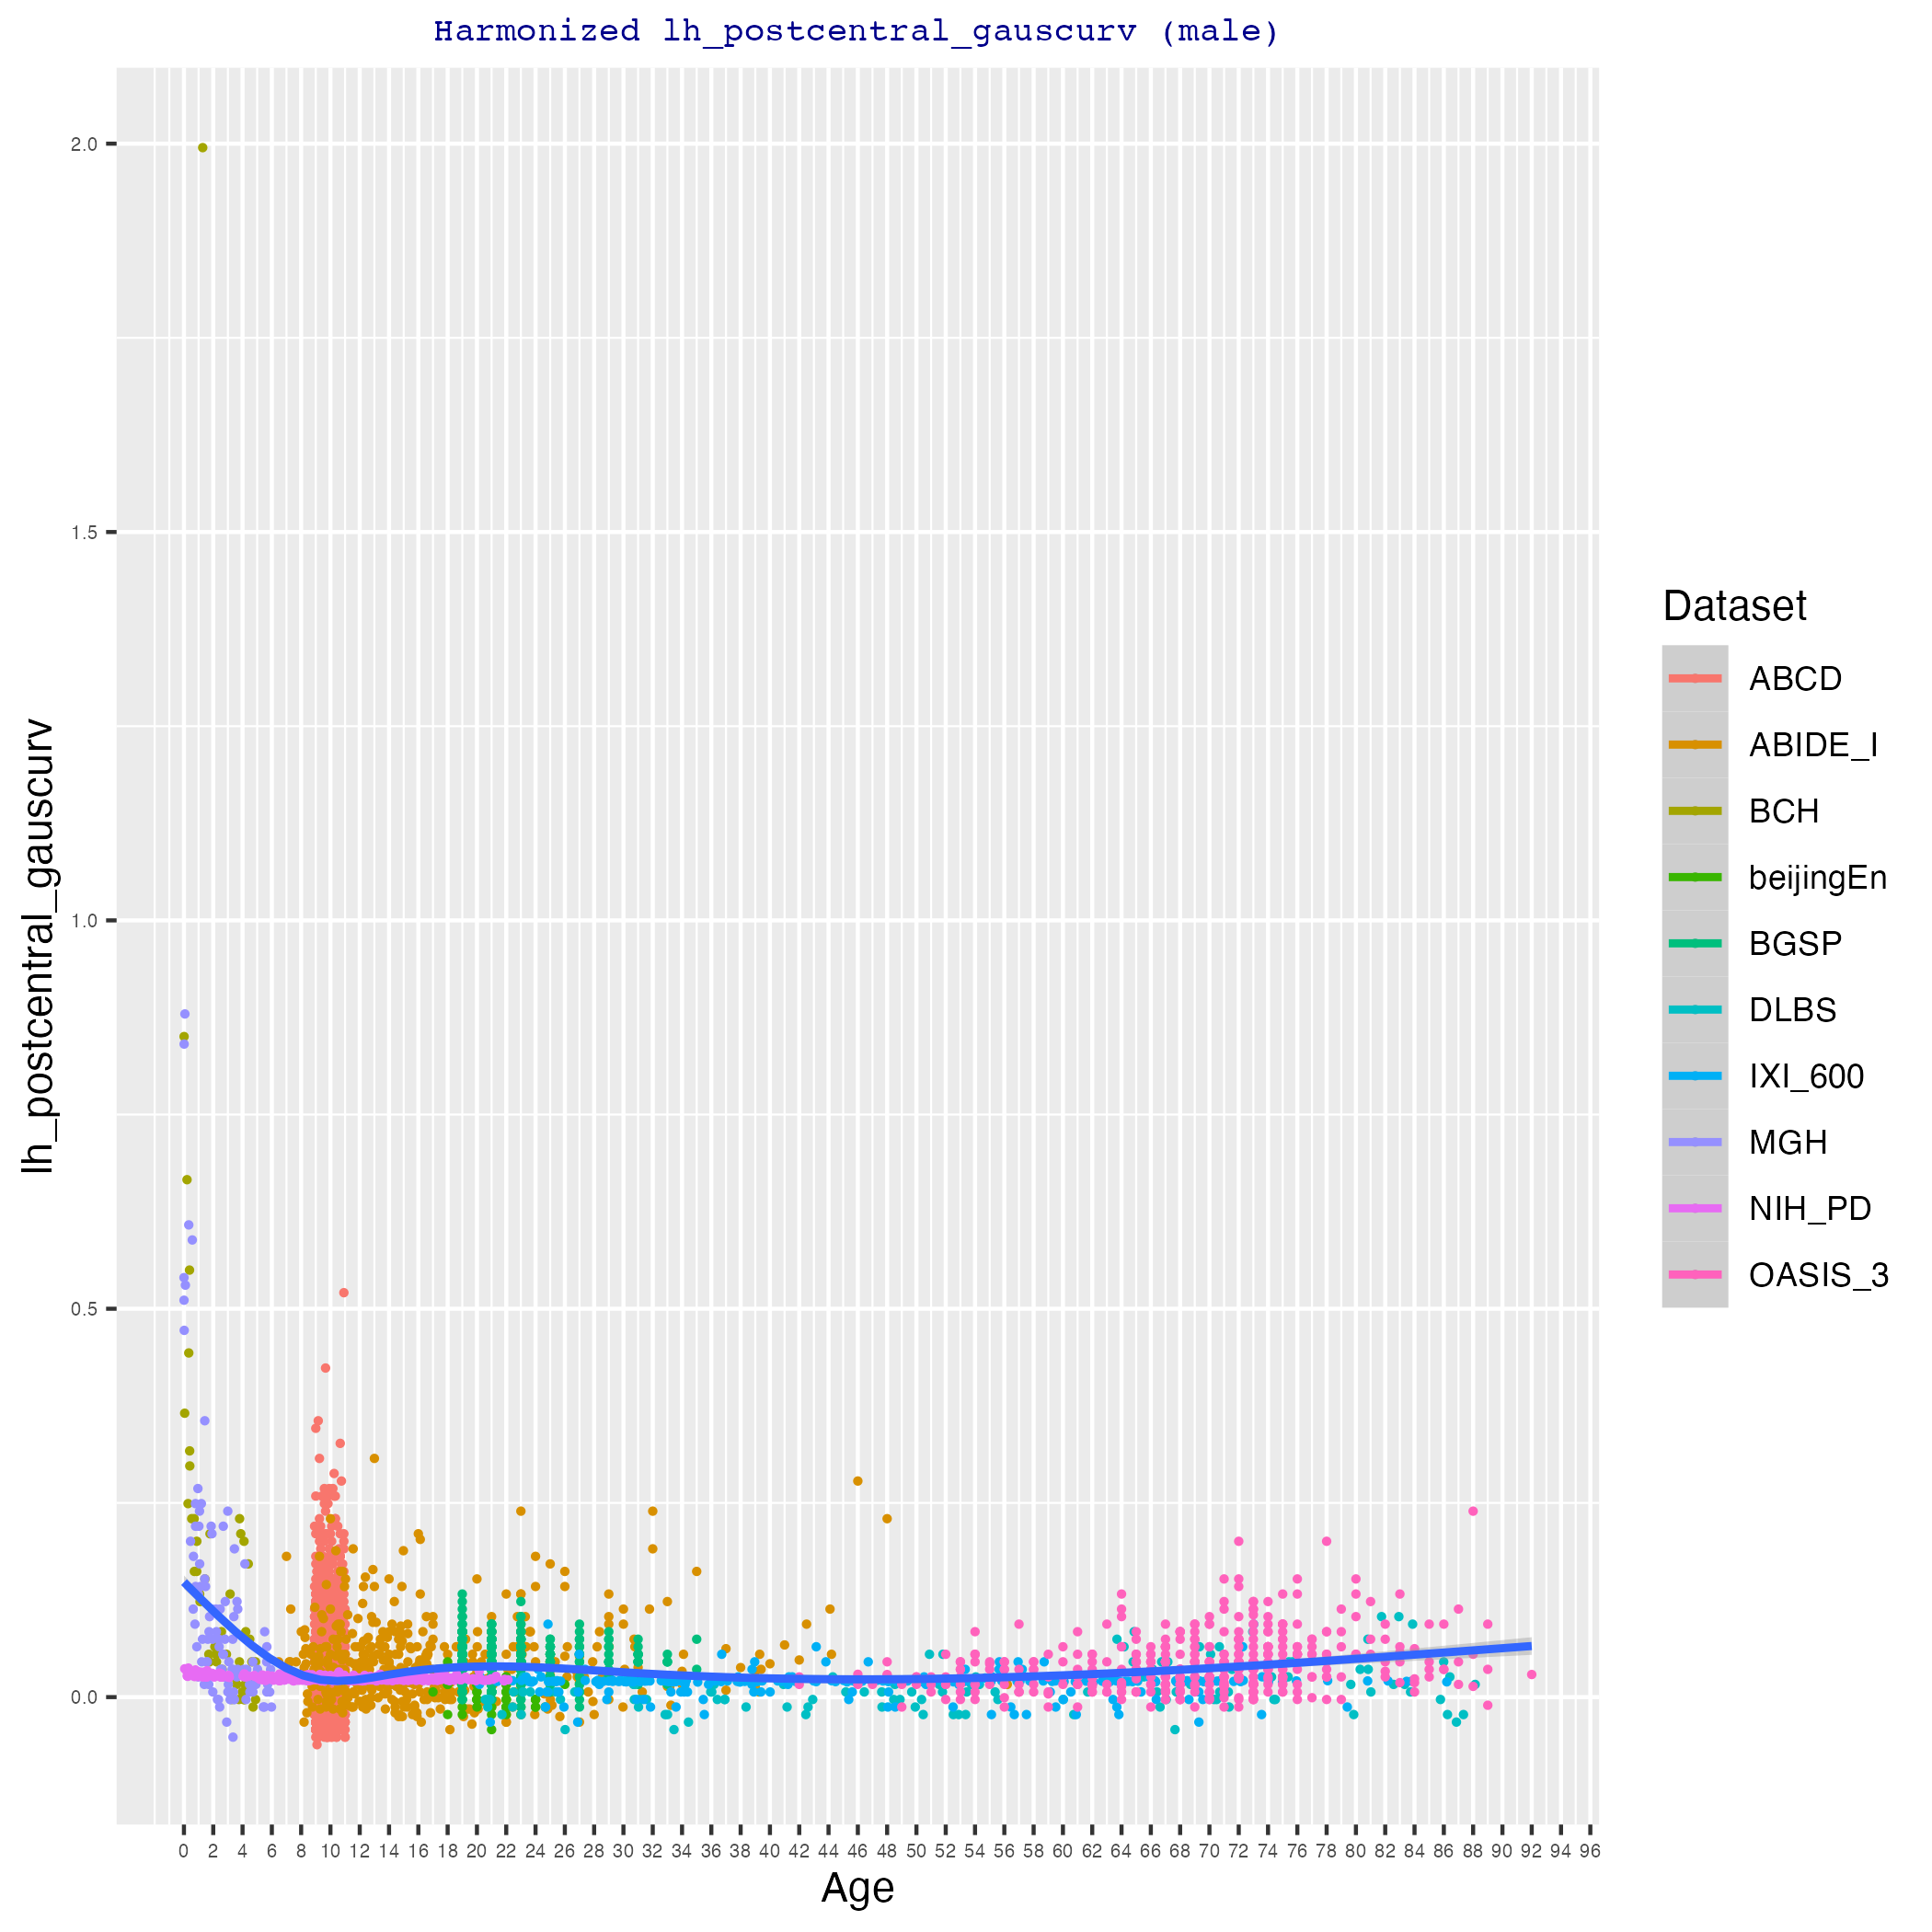 Harmonized lh_postcentral_gauscurv (male)
lh_postcentral_gauscurv
2.0
1.5
1.0
0.5
0.0
0 2 4 6 8 10 12 14 16 18 20 22 24 26 28 30 32 34 36 38 40 42 44 46 48 50 52 54 56 58 60 62 64 66 68 70 72 74 76 78 80 82 84 86 88 90 92 94 96
Age
Dataset
ABCD
ABIDE_I
BCH
beijingEn
BGSP
DLBS
IXI_600
MGH
NIH_PD
OASIS_3